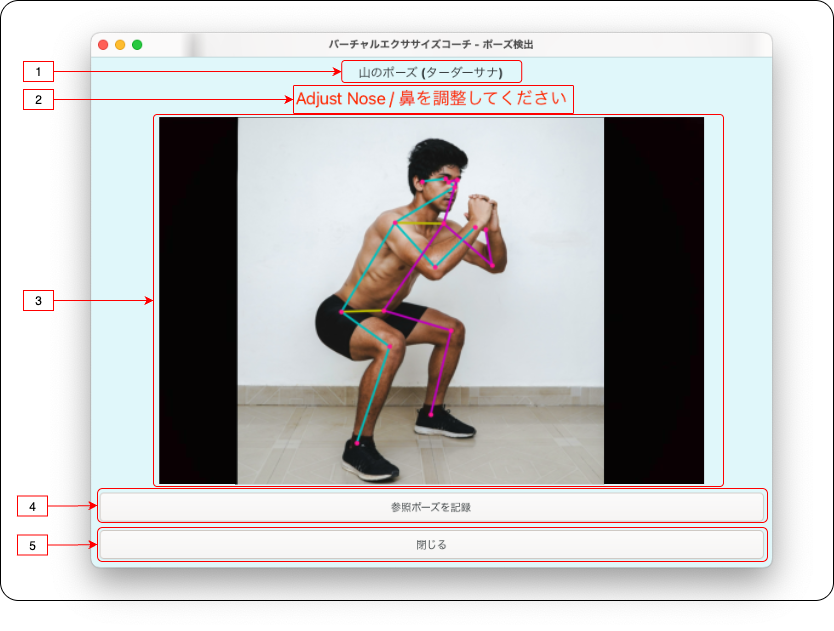 バーチャルエクササイズコーチ - ポーズ検出
1
山のポーズ (ターダーサナ)
2
Adjust Nose / 鼻を調整してください
3
4
参照ポーズを記録
5
閉じる